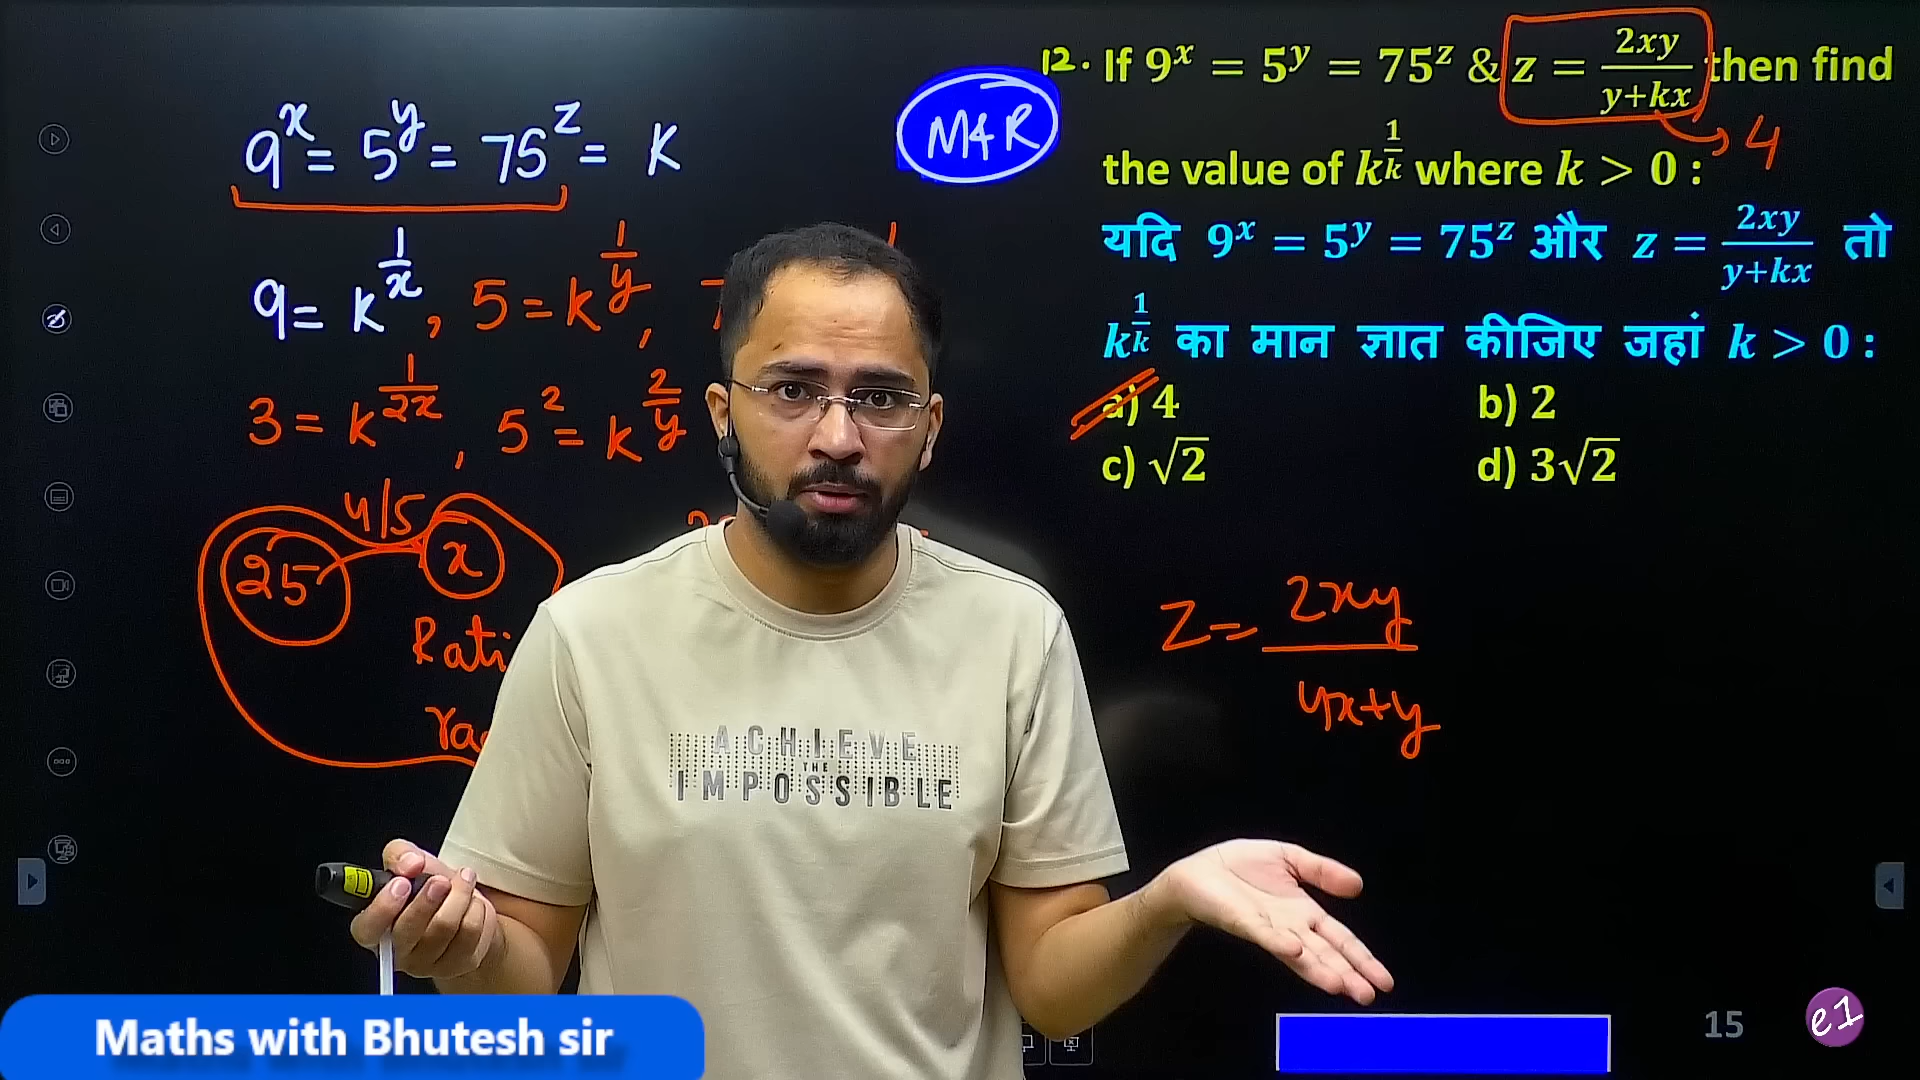 12. If 9^x = 5^y = 75^z & z = 2xy/(y+kx) then find
4
the value of k^(1/k) where k > 0 :
यदि 9^x = 5^y = 75^z और z = 2xy/(y+kx) तो
k^(1/k) का मान ज्ञात कीजिए जहां k > 0 :
a) 4 b) 2
c) √2 d) 3√2
M4R
9^x = 5^y = 75^z = K
9 = K^(1/x), 5 = K^(1/y),
3 = K^(1/2x), 5^2 = K^(2/y)
4/5
25 x
z = 2xy/(4x+y)
ACHIEVE
THE
IMPOSSIBLE
Maths with Bhutesh sir
15
e1